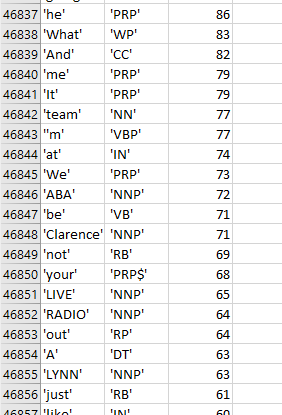 46837 'he' 'PRP' 86
46838 'What' 'WP' 83
46839 'And' 'CC' 82
46840 'me' 'PRP' 79
46841 'It' 'PRP' 79
46842 'team' 'NN' 77
46843 ''m' 'VBP' 77
46844 'at' 'IN' 74
46845 'We' 'PRP' 73
46846 'ABA' 'NNP' 72
46847 'be' 'VB' 71
46848 'Clarence' 'NNP' 71
46849 'not' 'RB' 69
46850 'your' 'PRP$' 68
46851 'LIVE' 'NNP' 65
46852 'RADIO' 'NNP' 64
46853 'out' 'RP' 64
46854 'A' 'DT' 63
46855 'LYNN' 'NNP' 63
46856 'just' 'RB' 61
46857 'like' 'IN' 60